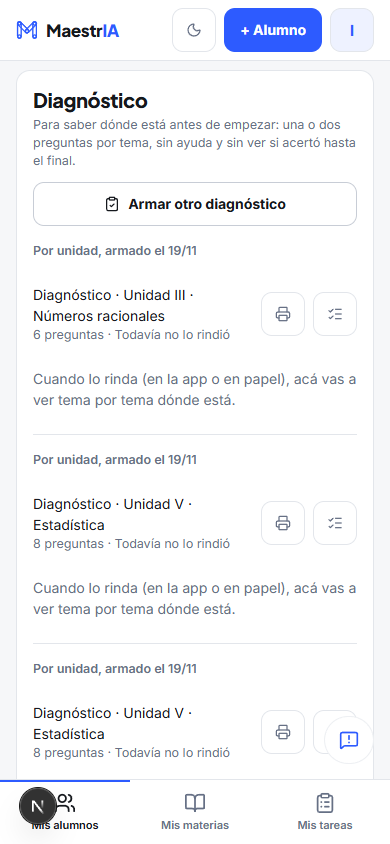 MaestrIA
+ Alumno
I
Diagnóstico
Para saber dónde está antes de empezar: una o dos
preguntas por tema, sin ayuda y sin ver si acertó hasta
el final.
Armar otro diagnóstico
Por unidad, armado el 19/11
Diagnóstico · Unidad III ·
Números racionales
6 preguntas · Todavía no lo rindió
Cuando lo rinda (en la app o en papel), acá vas a
ver tema por tema dónde está.
Por unidad, armado el 19/11
Diagnóstico · Unidad V ·
Estadística
8 preguntas · Todavía no lo rindió
Cuando lo rinda (en la app o en papel), acá vas a
ver tema por tema dónde está.
Por unidad, armado el 19/11
Diagnóstico · Unidad V ·
Estadística
8 preguntas · Todavía no lo rindió
N
Mis alumnos
Mis materias
Mis tareas